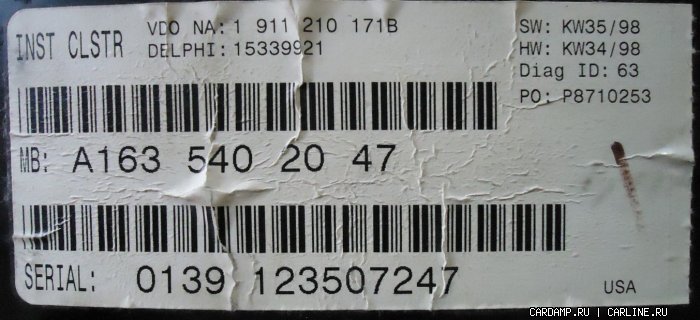 INST CLSTR
VDO NA: 1 911 210 171B
DELPHI: 15339921
SW: KW35/98
HW: KW34/98
Diag ID: 63
PO: P8710253
MB: A163 540 20 47
SERIAL: 0139 123507247
USA
CARDAMP.RU | CARLINE.RU